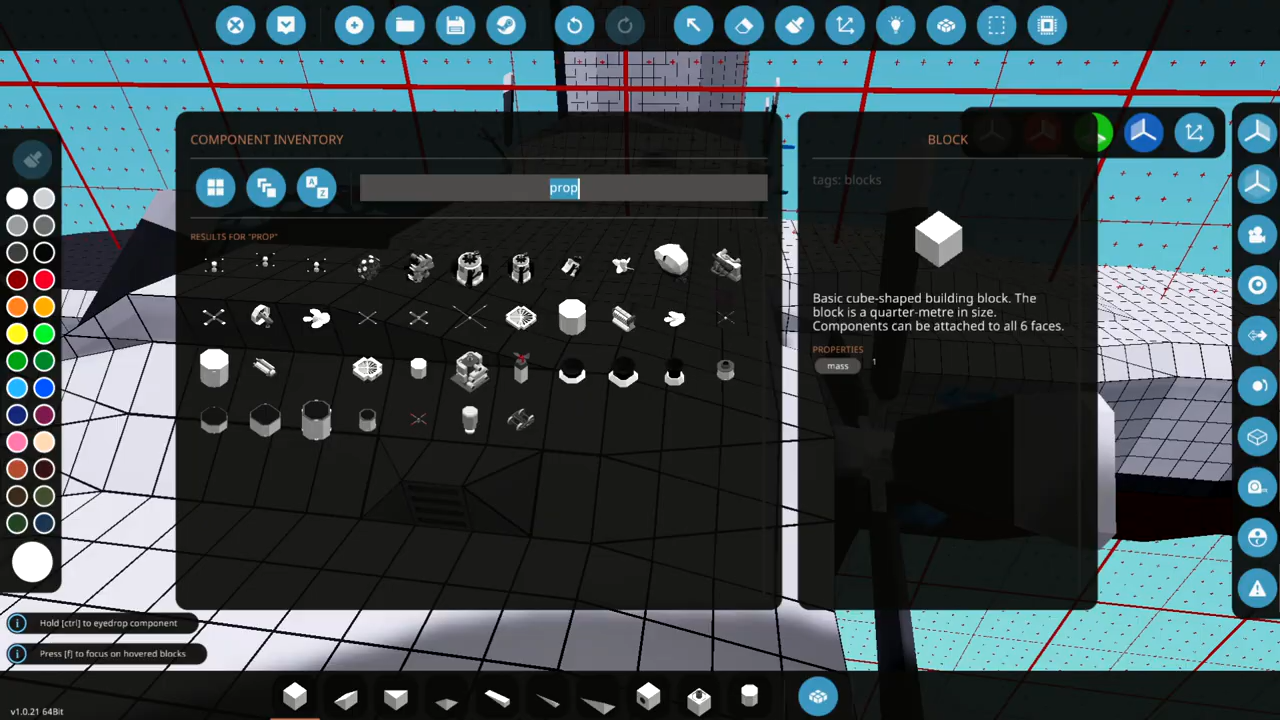 COMPONENT INVENTORY
prop
RESULTS FOR "PROP"
BLOCK
tags: blocks
Basic cube-shaped building block. The
block is a quarter-metre in size.
Components can be attached to all 6 faces.
PROPERTIES
mass 1
Hold [ctrl] to eyedrop component
Press [f] to focus on hovered blocks
v1.0.21 64Bit